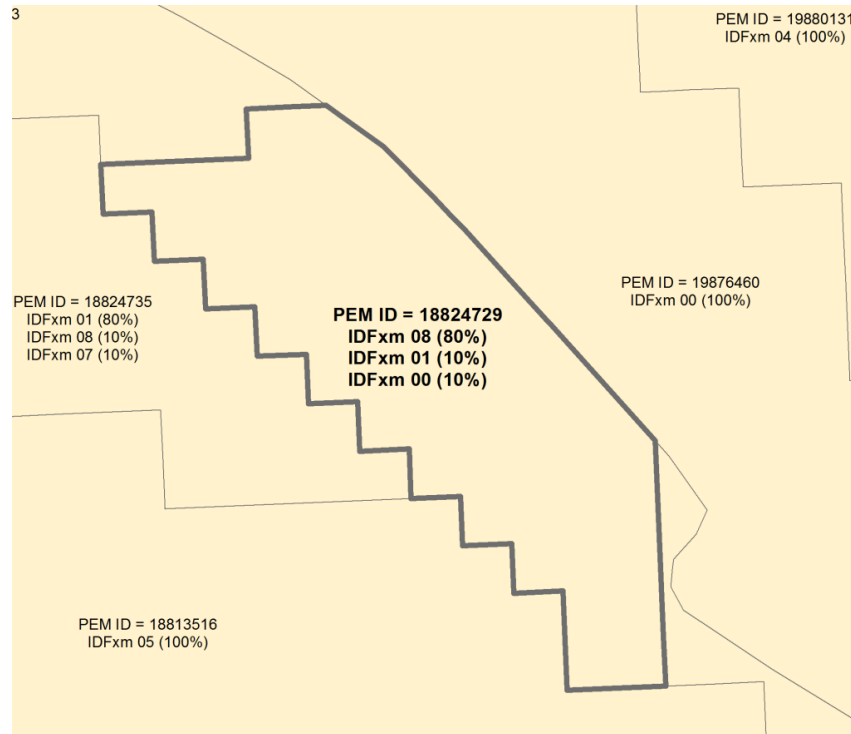 3
PEM ID = 19880131
IDFxm 04 (100%)
PEM ID = 19876460
IDFxm 00 (100%)
PEM ID = 18824735
IDFxm 01 (80%)
IDFxm 08 (10%)
IDFxm 07 (10%)
PEM ID = 18824729
IDFxm 08 (80%)
IDFxm 01 (10%)
IDFxm 00 (10%)
PEM ID = 18813516
IDFxm 05 (100%)